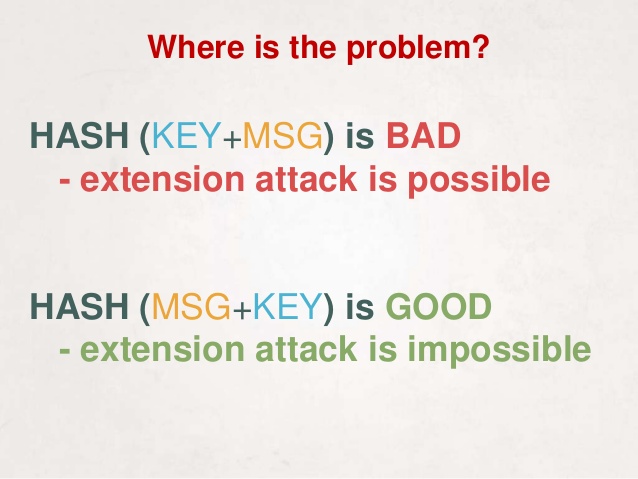 Where is the problem?
HASH (KEY+MSG) is BAD
- extension attack is possible
HASH (MSG+KEY) is GOOD
- extension attack is impossible